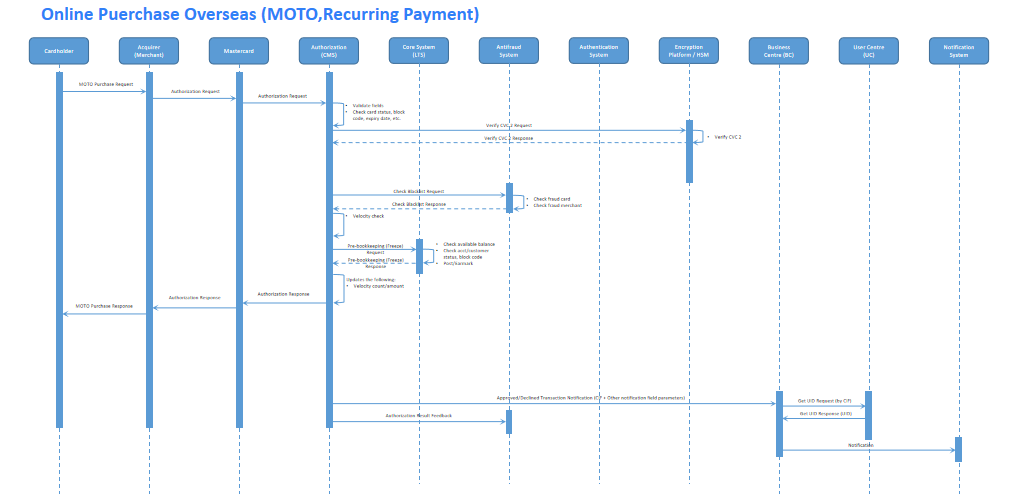 Online Puerchase Overseas (MOTO,Recurring Payment)
Cardholder
Acquirer
(Merchant)
Mastercard
Authorization
(CMS)
Core System
(LTS)
Antifraud
System
Authentication
System
Encryption
Platform / HSM
Business
Centre (BC)
User Centre
(UC)
Notification
System
MOTO Purchase Request
Authorization Request
Authorization Request
• Validate fields
• Check card status, block
code, expiry date, etc.
Verify CVC 2 Request
Verify CVC 2 Response
• Verify CVC 2
Check Blacklist Request
Check Blacklist Response
• Check fraud card
• Check fraud merchant
• Velocity check
Pre-bookkeeping (Freeze)
Request
Pre-bookkeeping (Freeze)
Response
• Check available balance
• Check acct/customer
status, block code
• Post/Earmark
Updates the following:
• Velocity count/amount
Authorization Response
Authorization Response
MOTO Purchase Response
Approved/Declined Transaction Notification (CIF + Other notification field parameters)
Get UID Request (by CIF)
Get UID Response (UID)
Authorization Result Feedback
Notification